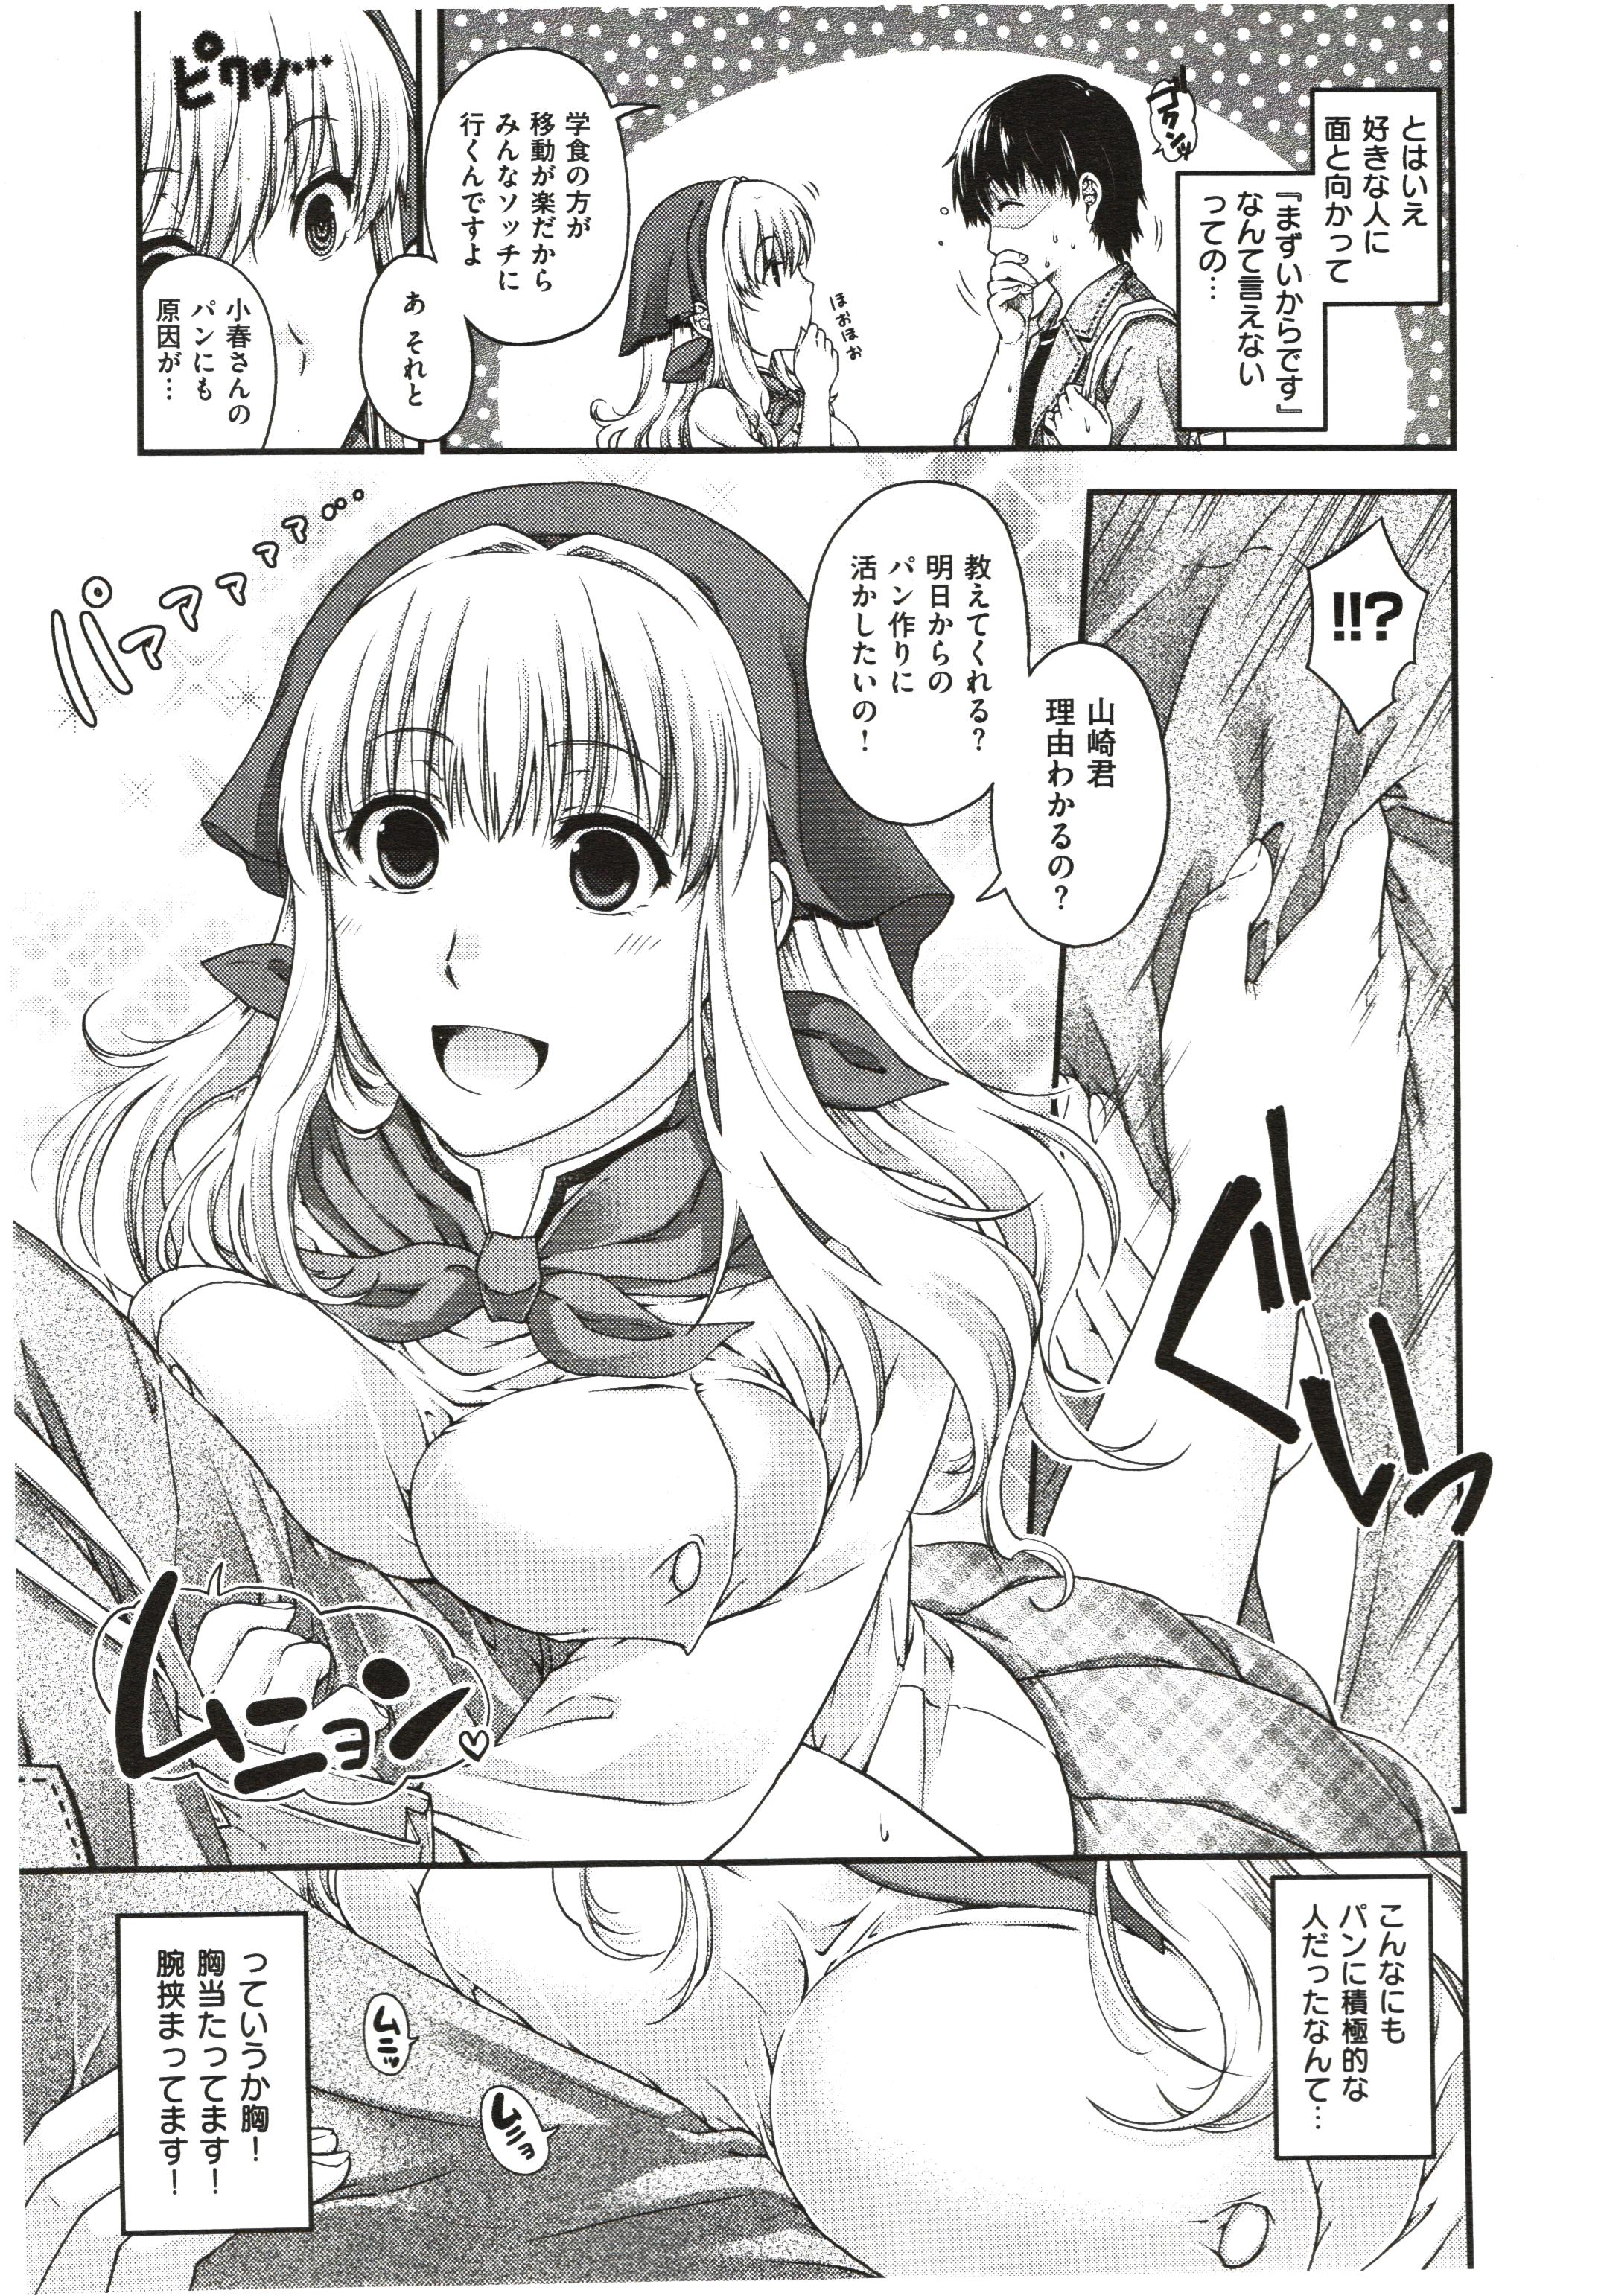 とはいえ
好きな人に
面と向かって
『まずいからです』
なんて言えない
っての…
ゴクンッ
ほぉほぉ
学食の方が
移動が楽だから
みんなソッチに
行くんですよ
あ それと
小春さんの
パンにも
原因が…
ピクッ…
!!?
ぐいっ
山崎君
理由わかるの?
教えてくれる?
明日からの
パン作りに
活かしたいの!
パァァァァァ…
ムニョン♡
こんなにも
パンに積極的な
人だったなんて…
ムニッ
ムニョ
っていうか胸!
胸当たってます!
腕挟まってます!